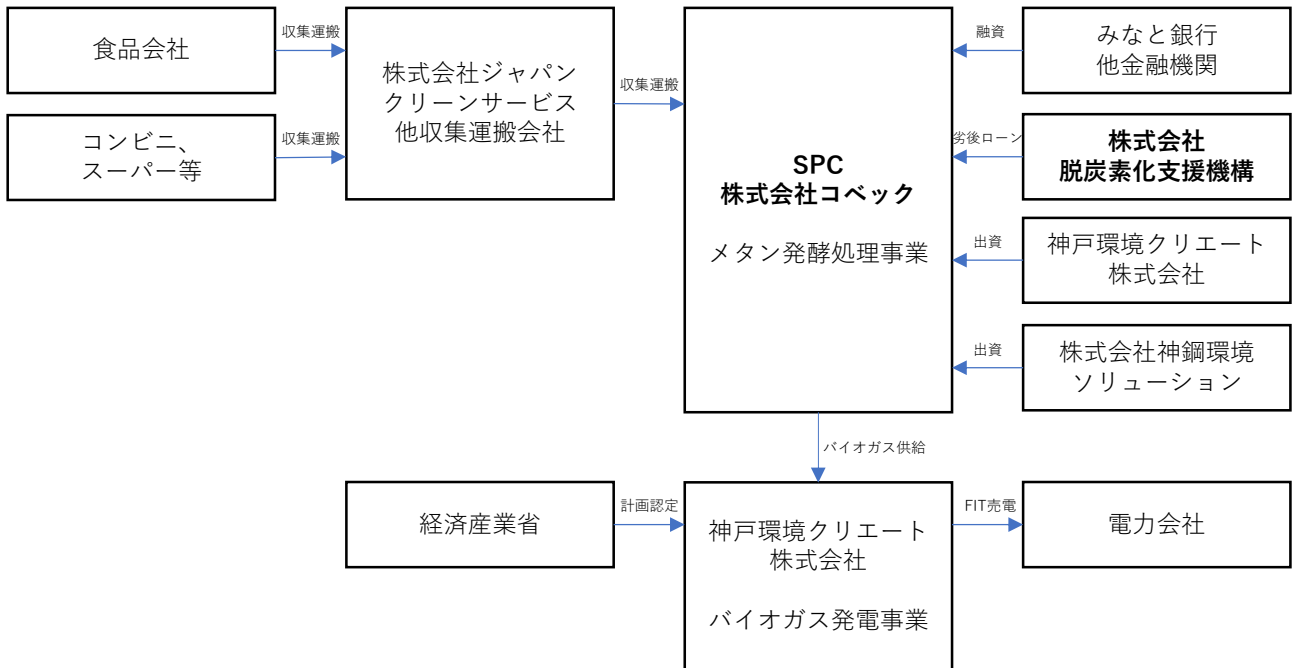 食品会社
収集運搬
コンビニ、
スーパー等
収集運搬
株式会社ジャパン
クリーンサービス
他収集運搬会社
収集運搬
SPC
株式会社コベック
メタン発酵処理事業
融資
みなと銀行
他金融機関
劣後ローン
株式会社
脱炭素化支援機構
出資
神戸環境クリエート
株式会社
出資
株式会社神鋼環境
ソリューション
バイオガス供給
経済産業省
計画認定
神戸環境クリエート
株式会社
バイオガス発電事業
FIT売電
電力会社